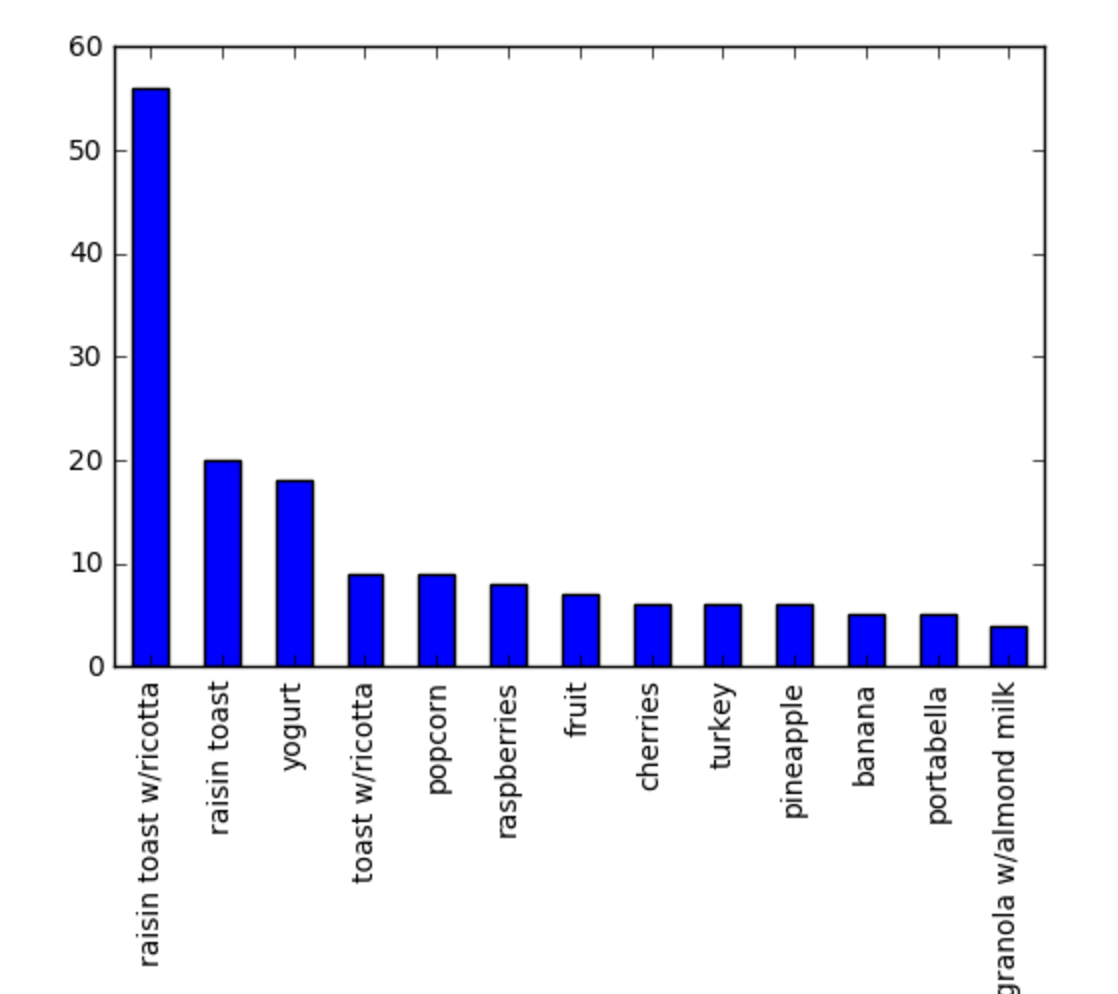 60
50
40
30
20
10
0
raisin toast w/ricotta
raisin toast
yogurt
toast w/ricotta
popcorn
raspberries
fruit
cherries
turkey
pineapple
banana
portabella
granola w/almond milk